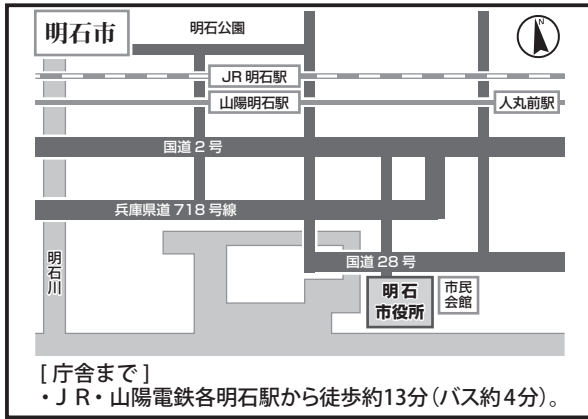 明石市
明石公園
N
JR 明石駅
山陽明石駅
人丸前駅
国道 2 号
兵庫県道 718 号線
明石川
国道 28 号
明石
市役所
市民
会館
[ 庁舎まで ]
・ＪＲ・山陽電鉄各明石駅から徒歩約13分（バス約４分）。